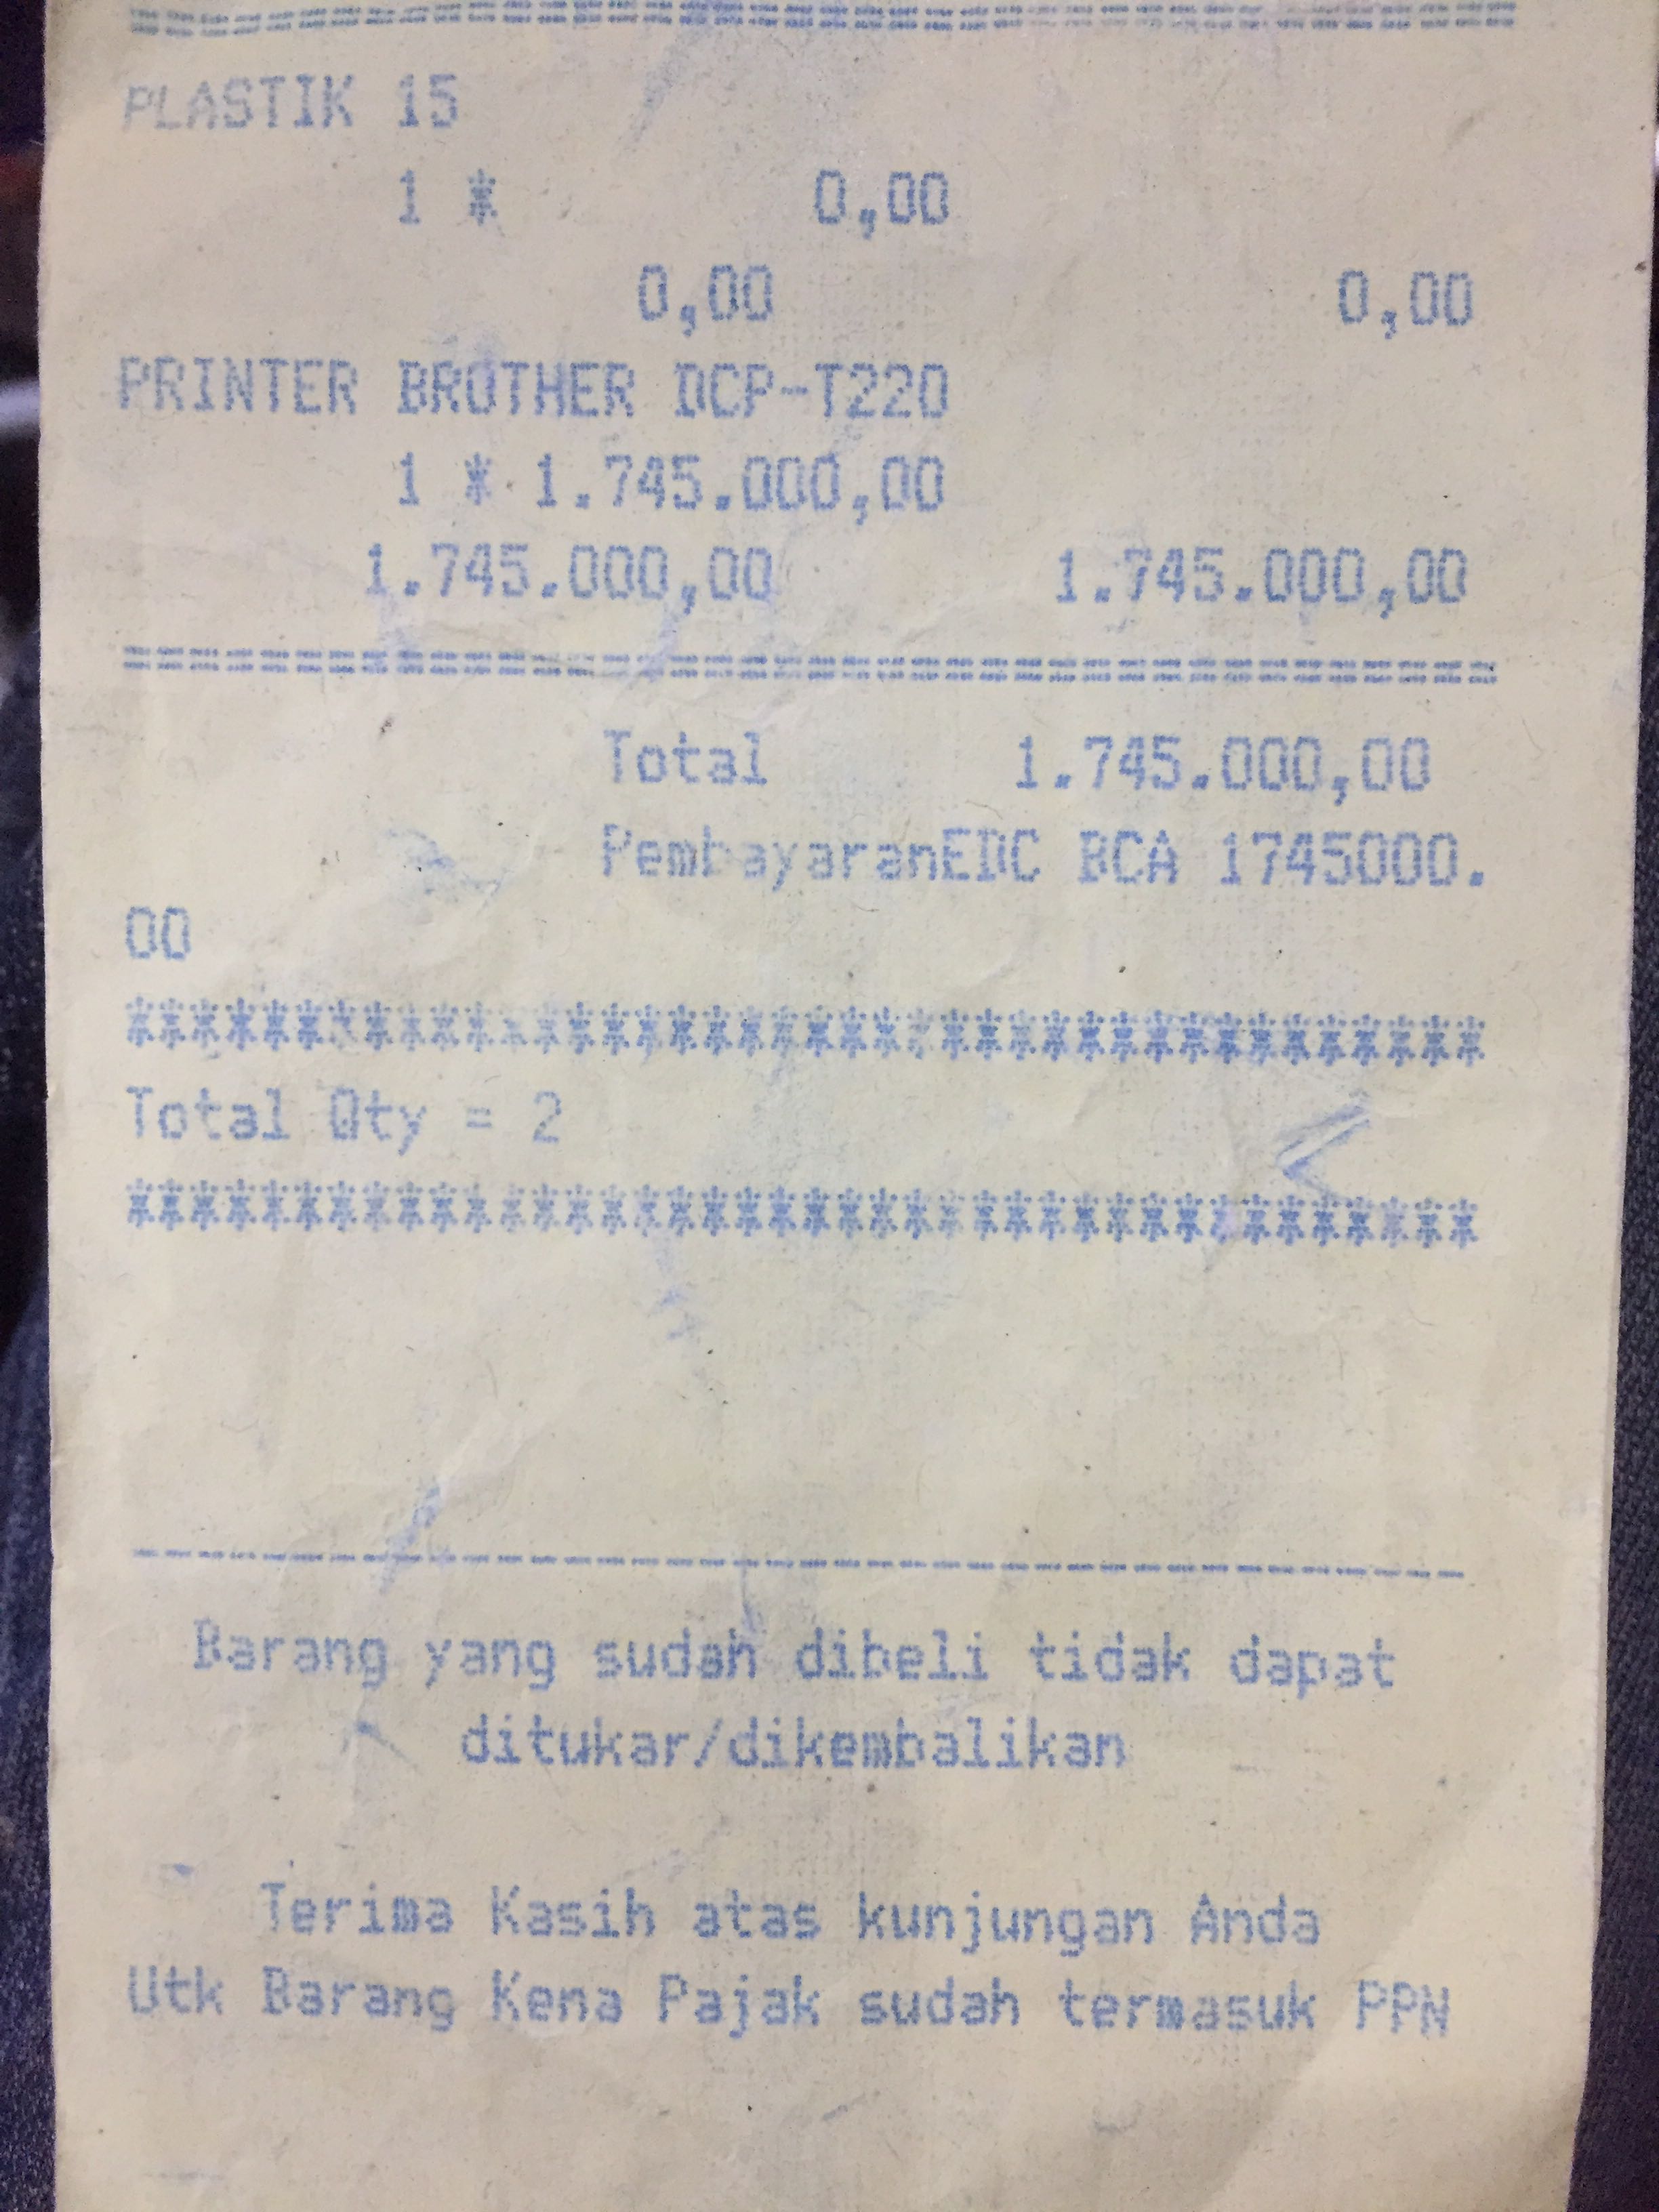 PLASTIK 15
1 * 0,00
0,00 0,00
PRINTER BROTHER DCP-T220
1 * 1.745.000,00
1.745.000,00 1.745.000,00
Total 1.745.000,00
PembayaranEDC BCA 1745000.
00
*****************************************
Total Qty = 2
*****************************************
Barang yang sudah dibeli tidak dapat
ditukar/dikembalikan
Terima Kasih atas kunjungan Anda
Utk Barang Kena Pajak sudah termasuk PPN